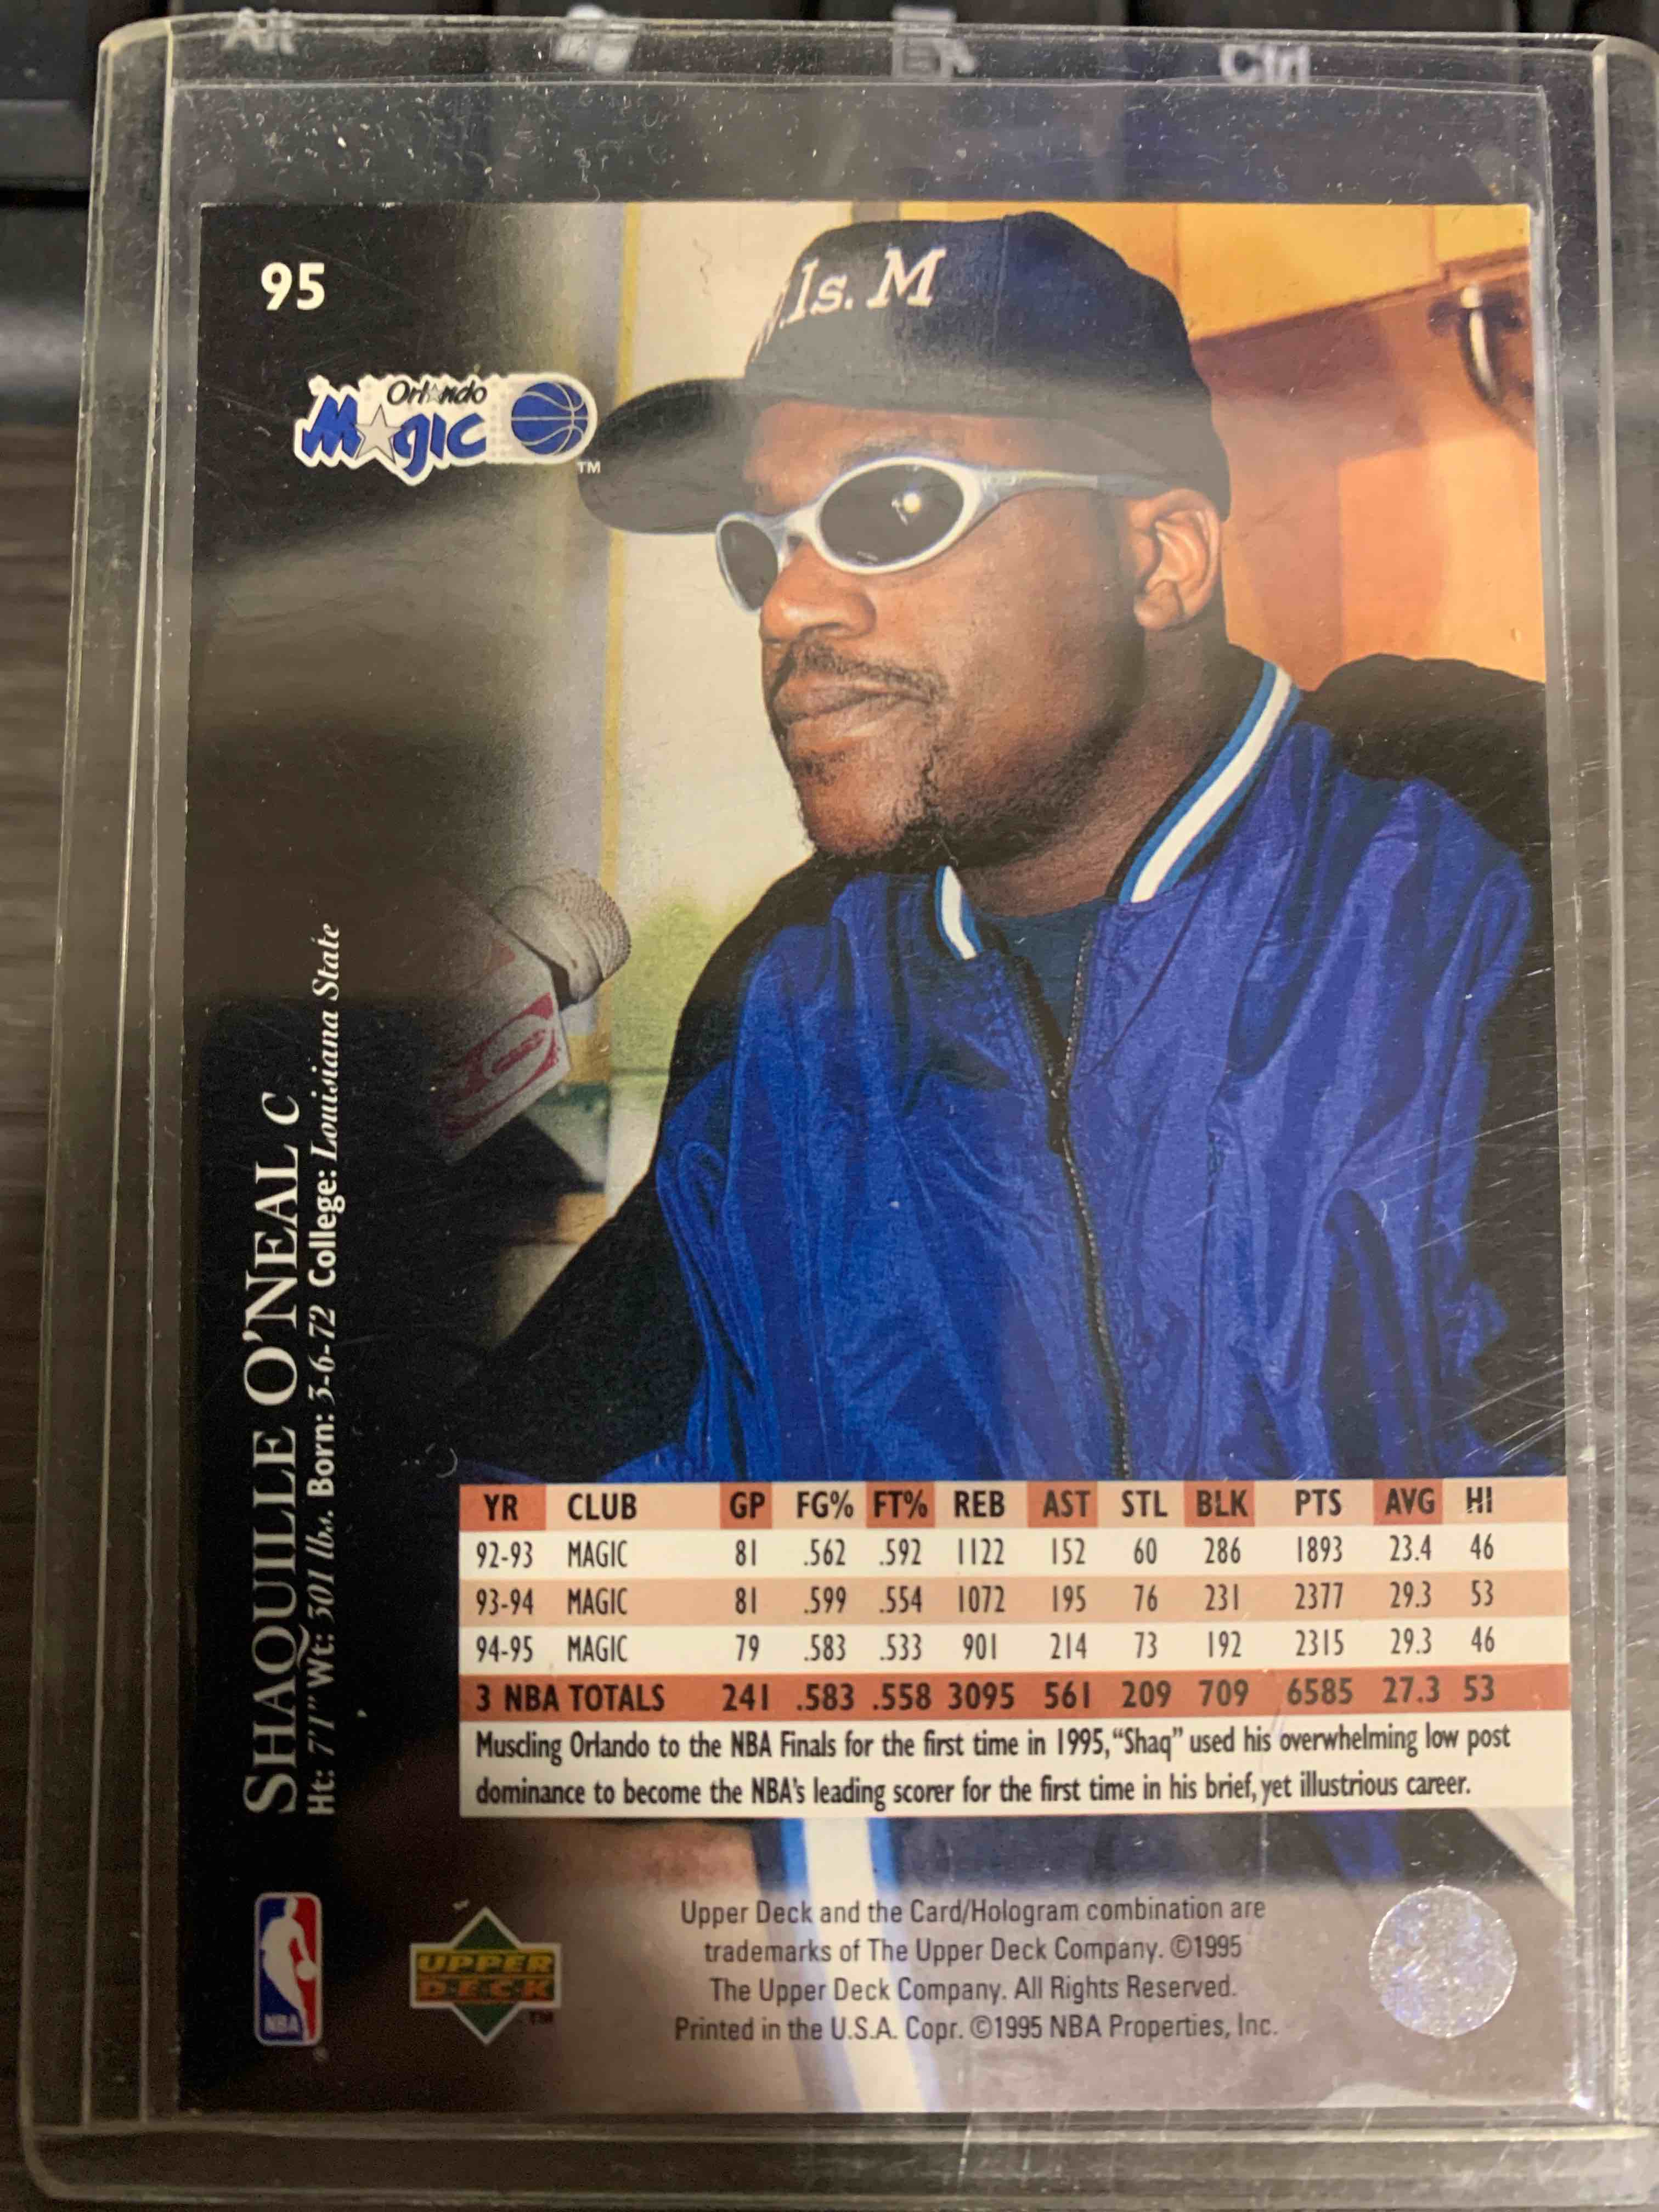 Alt
Ctrl
95
.Is. M
Orlando
Magic
TM
SHAQUILLE O'NEAL C
Ht: 7'1" Wt: 301 lbs. Born: 3-6-72 College: Louisiana State
YR CLUB GP FG% FT% REB AST STL BLK PTS AVG HI
92-93 MAGIC 81 .562 .592 1122 152 60 286 1893 23.4 46
93-94 MAGIC 81 .599 .554 1072 195 76 231 2377 29.3 53
94-95 MAGIC 79 .583 .533 901 214 73 192 2315 29.3 46
3 NBA TOTALS 241 .583 .558 3095 561 209 709 6585 27.3 53
Muscling Orlando to the NBA Finals for the first time in 1995, “Shaq” used his overwhelming low post
dominance to become the NBA's leading scorer for the first time in his brief, yet illustrious career.
NBA
®
UPPER
DECK
TM
Upper Deck and the Card/Hologram combination are
trademarks of The Upper Deck Company. ©1995
The Upper Deck Company. All Rights Reserved.
Printed in the U.S.A. Copr. ©1995 NBA Properties, Inc.